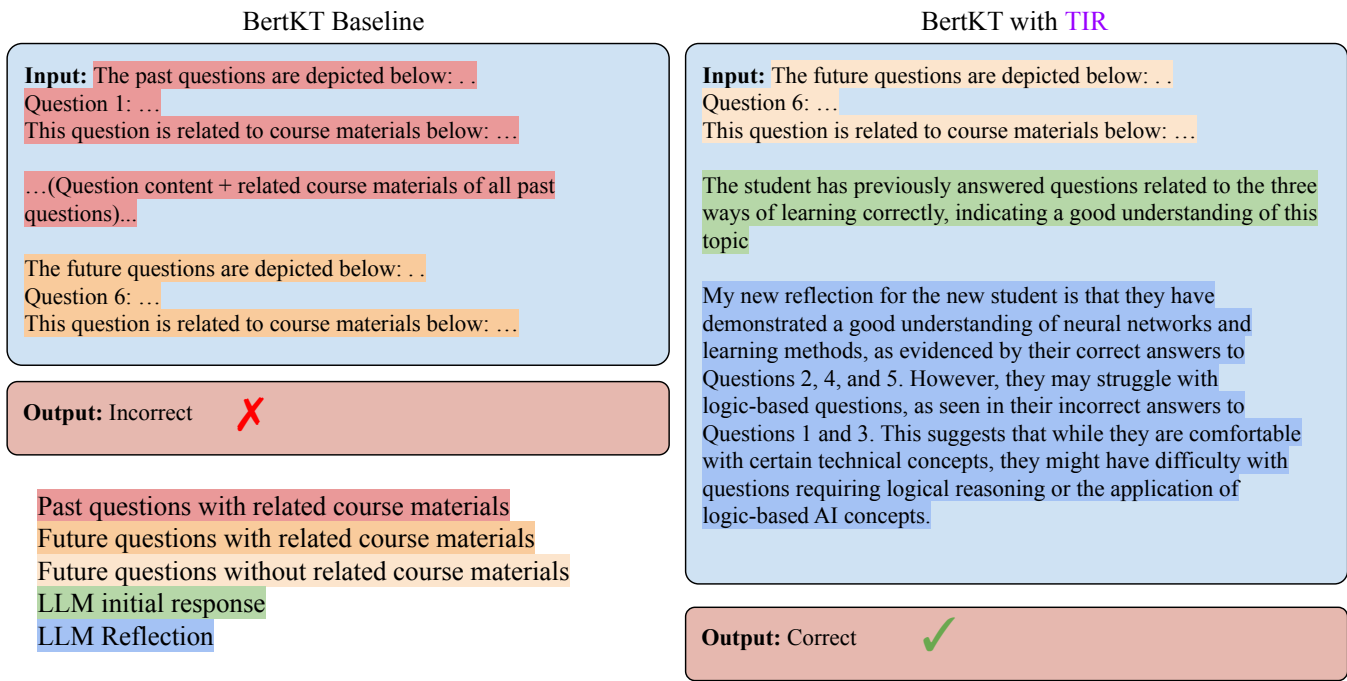 BertKT Baseline
Input: The past questions are depicted below: . .
Question 1: …
This question is related to course materials below: …
…(Question content + related course materials of all past
questions)...
The future questions are depicted below: . .
Question 6: …
This question is related to course materials below: …
Output: Incorrect ✗
Past questions with related course materials
Future questions with related course materials
Future questions without related course materials
LLM initial response
LLM Reflection
BertKT with TIR
Input: The future questions are depicted below: . .
Question 6: …
This question is related to course materials below: …
The student has previously answered questions related to the three
ways of learning correctly, indicating a good understanding of this
topic
My new reflection for the new student is that they have
demonstrated a good understanding of neural networks and
learning methods, as evidenced by their correct answers to
Questions 2, 4, and 5. However, they may struggle with
logic-based questions, as seen in their incorrect answers to
Questions 1 and 3. This suggests that while they are comfortable
with certain technical concepts, they might have difficulty with
questions requiring logical reasoning or the application of
logic-based AI concepts.
Output: Correct ✓